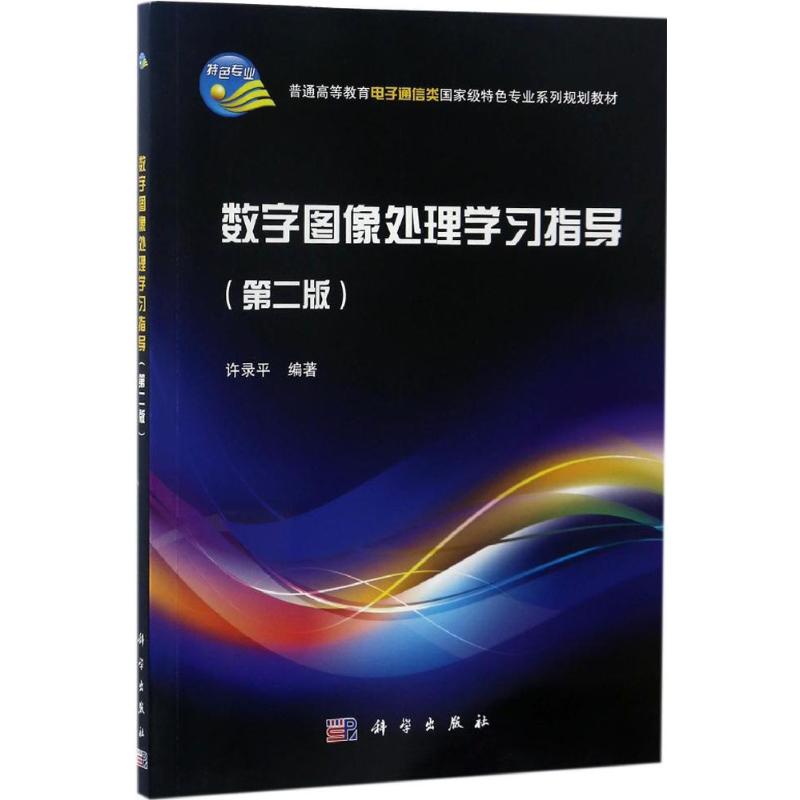 特色专业
普通高等教育电子通信类国家级特色专业系列规划教材
数字图像处理学习指导
（第二版）
许录平 编著
科学出版社
数字图像处理学习指导（第二版）
科学出版社